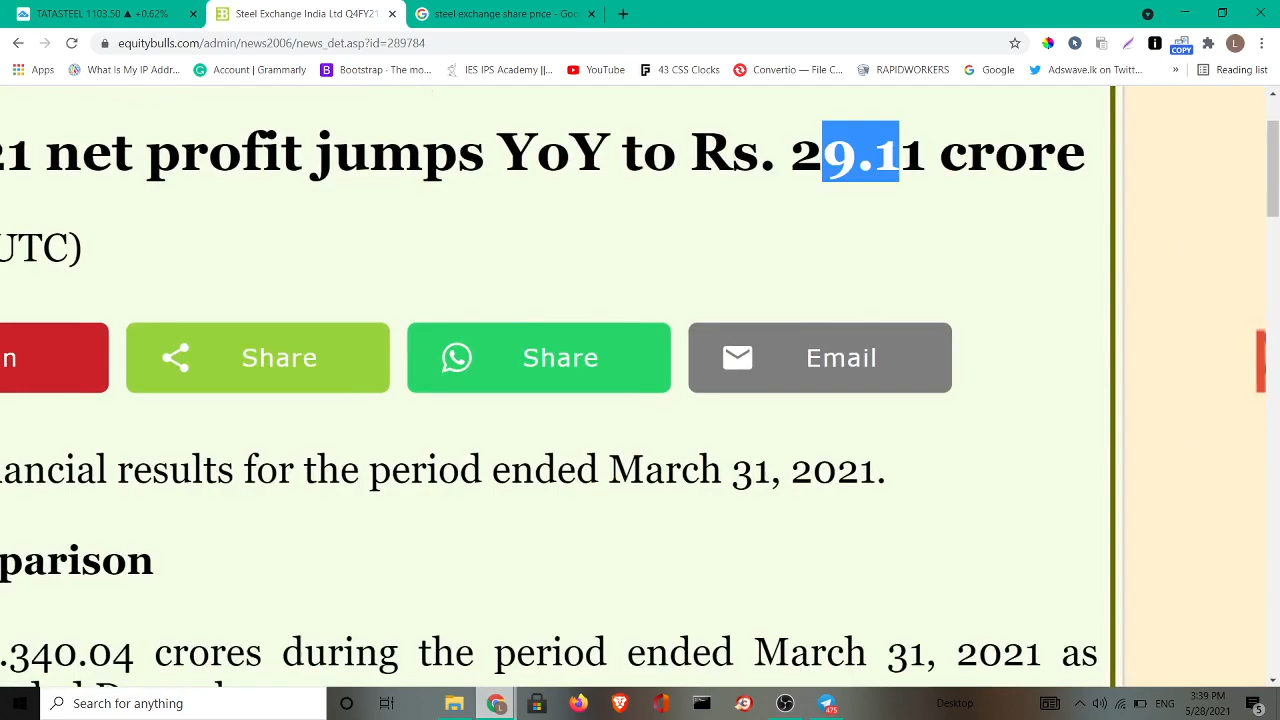 TATASTEEL 1103.50 ▲ +0.62%
Steel Exchange India Ltd Q4FY21
steel exchange share price - Goo
equitybulls.com/admin/news2006/news_det.asp?id=289784
COPY
L
Apps
What Is My IP Addr...
Account | Grammarly
Bootstrap · The mo...
IES IPS Academy ||...
YouTube
43 CSS Clocks
Convertio — File C...
RAPIDWORKERS
Google
Adswave.lk on Twitt...
»
Reading list
21 net profit jumps YoY to Rs. 29.11 crore
UTC)
n
Share
Share
Email
nancial results for the period ended March 31, 2021.
parison
.340.04 crores during the period ended March 31, 2021 as
Search for anything
475
Desktop
3:39 PM
5/28/2021
5